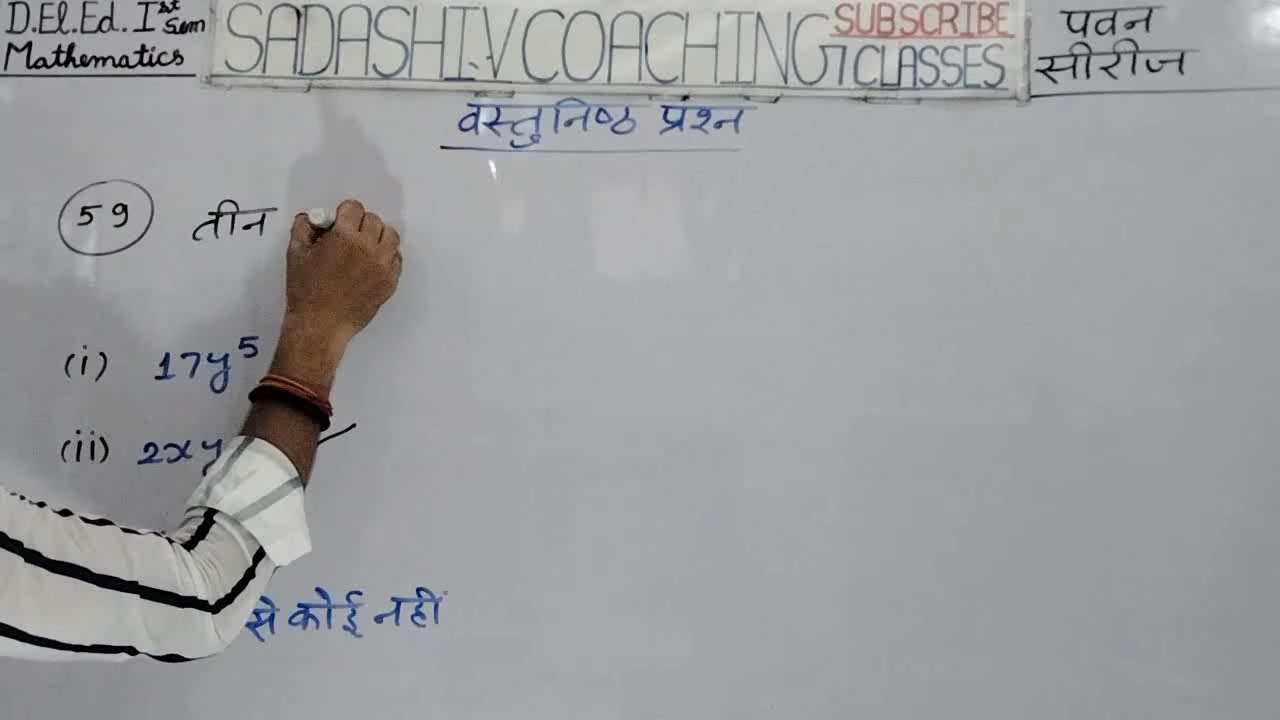 D.El.Ed. Ist Sem
Mathematics
SADASHIV COACHING CLASSES
SUBSCRIBE
पवन
सीरीज
वस्तुनिष्ठ प्रश्न
59 तीन
(i) 17y⁵
(ii) 2xy
से कोई नहीं